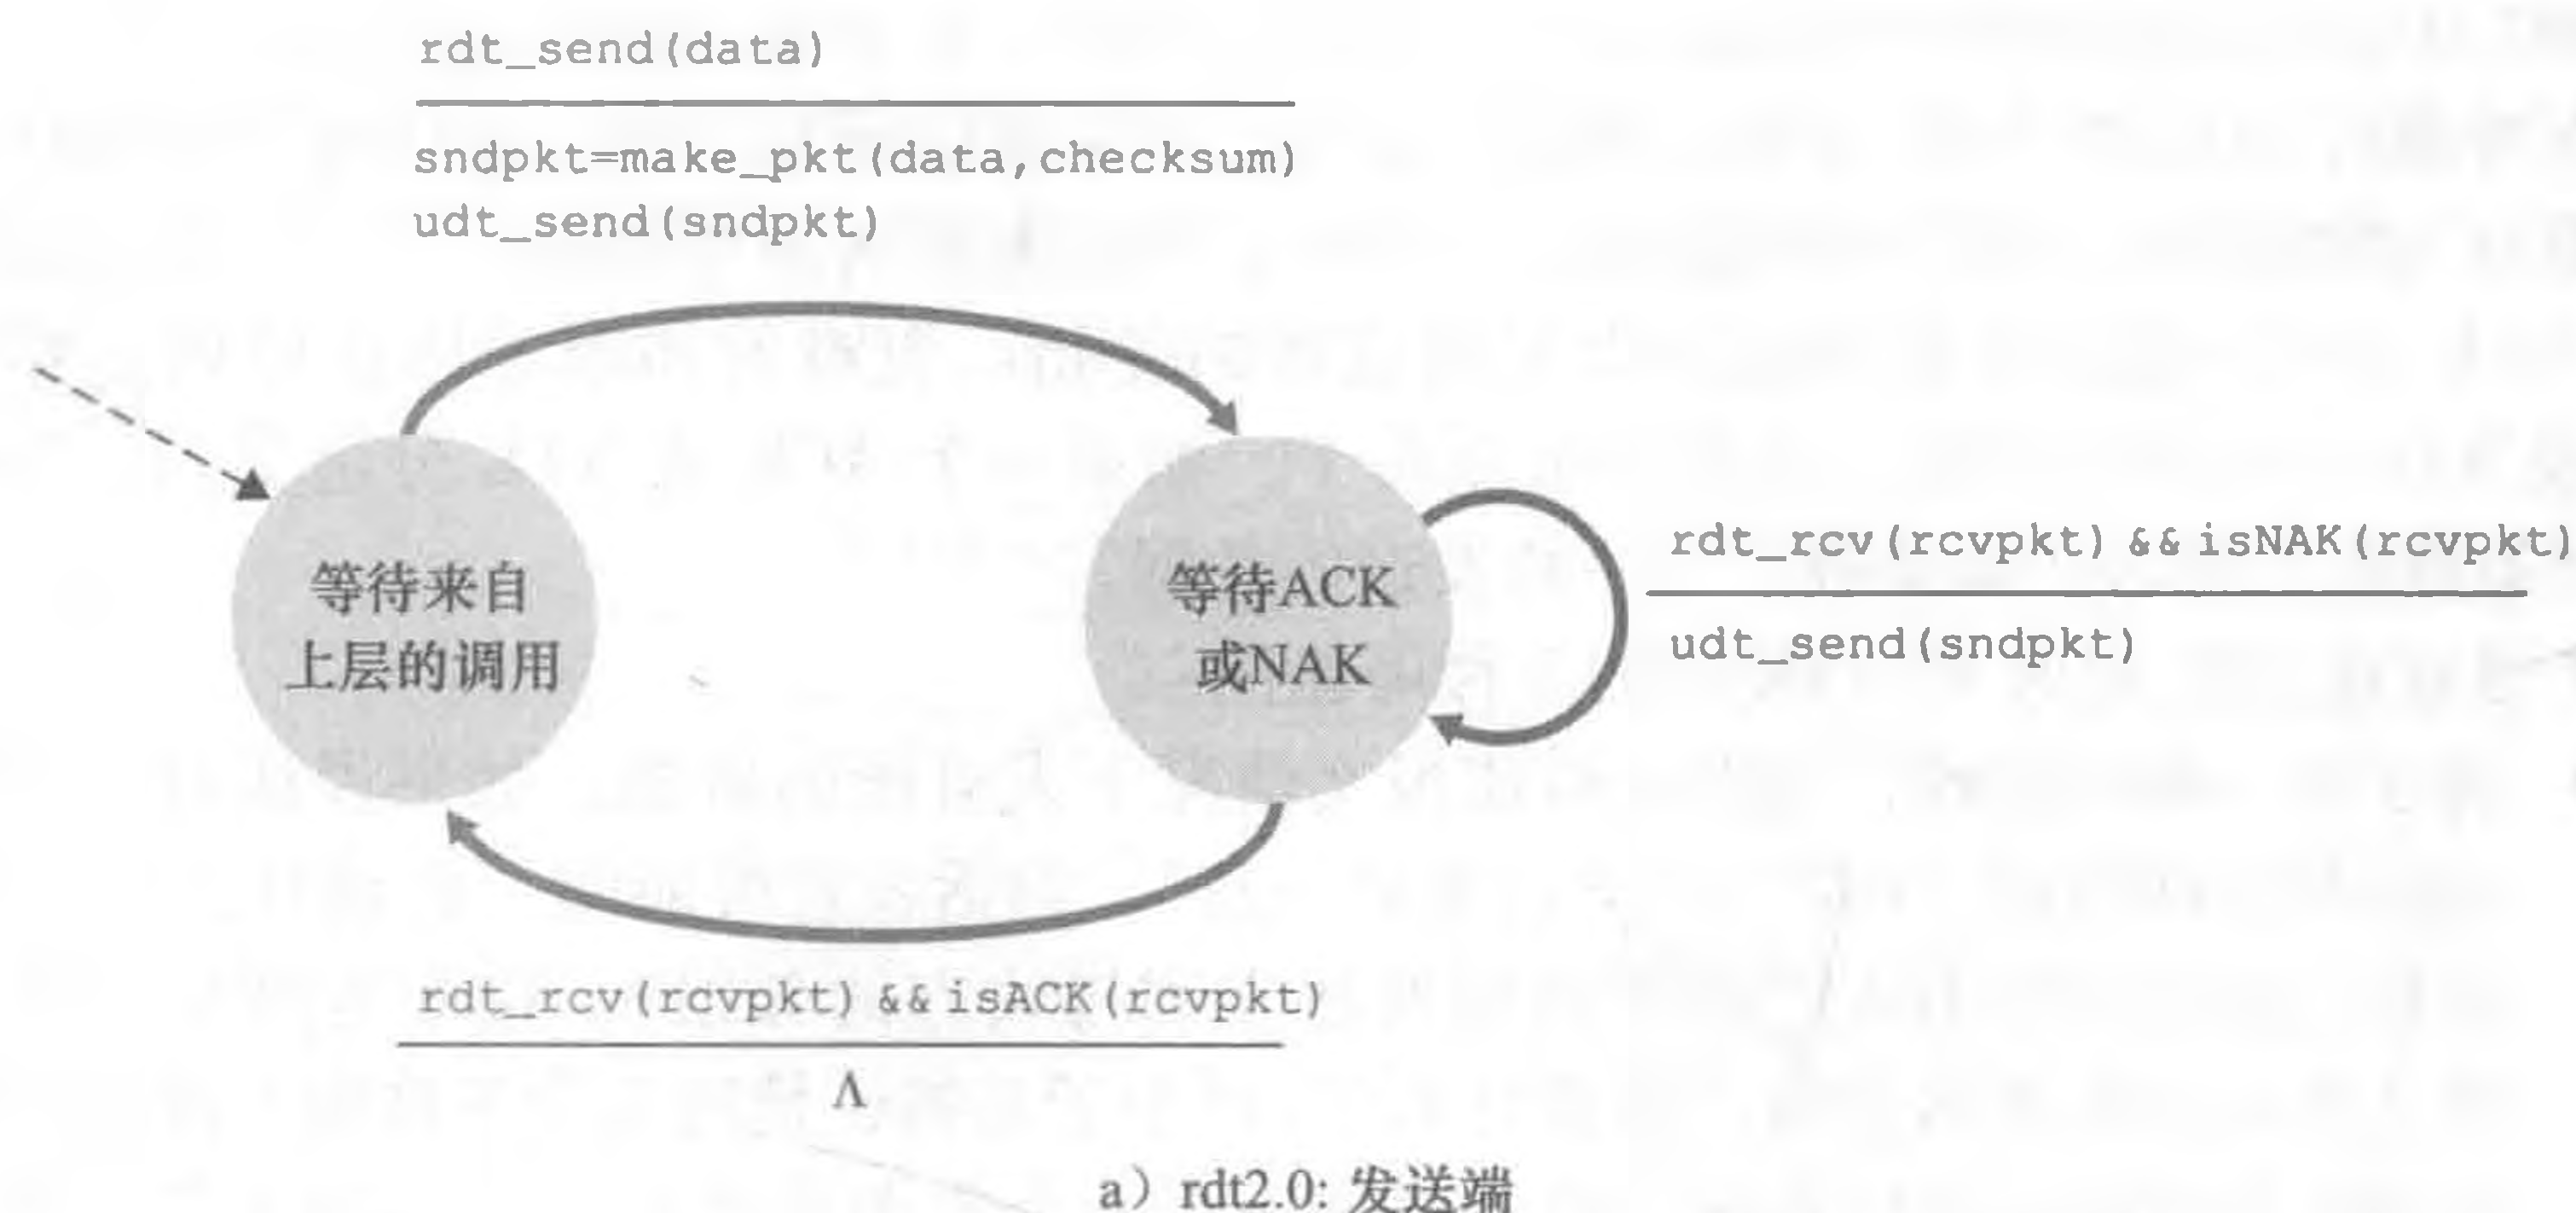 rdt_send(data)
sndpkt=make_pkt(data,checksum)
udt_send(sndpkt)
等待来自
上层的调用
等待ACK
或NAK
rdt_rcv(rcvpkt) && isNAK(rcvpkt)
udt_send(sndpkt)
rdt_rcv(rcvpkt) && isACK(rcvpkt)
Λ
a) rdt2.0: 发送端